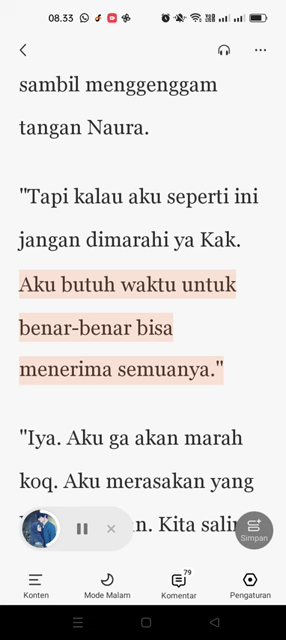 08.33
sambil menggenggam
tangan Naura.
"Tapi kalau aku seperti ini
jangan dimarahi ya Kak.
Aku butuh waktu untuk
benar-benar bisa
menerima semuanya."
"Iya. Aku ga akan marah
koq. Aku merasakan yang
Kita
Simpan
79
Konten
Mode Malam
Komentar
Pengaturan